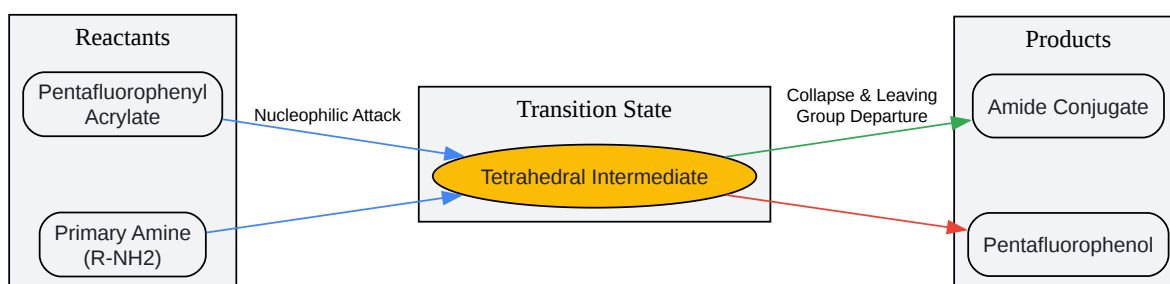 Reactants
Pentafluorophenyl
Acrylate
Primary Amine
(R-NH2)
Nucleophilic Attack
Transition State
Tetrahedral Intermediate
Collapse & Leaving
Group Departure
Products
Amide Conjugate
Pentafluorophenol